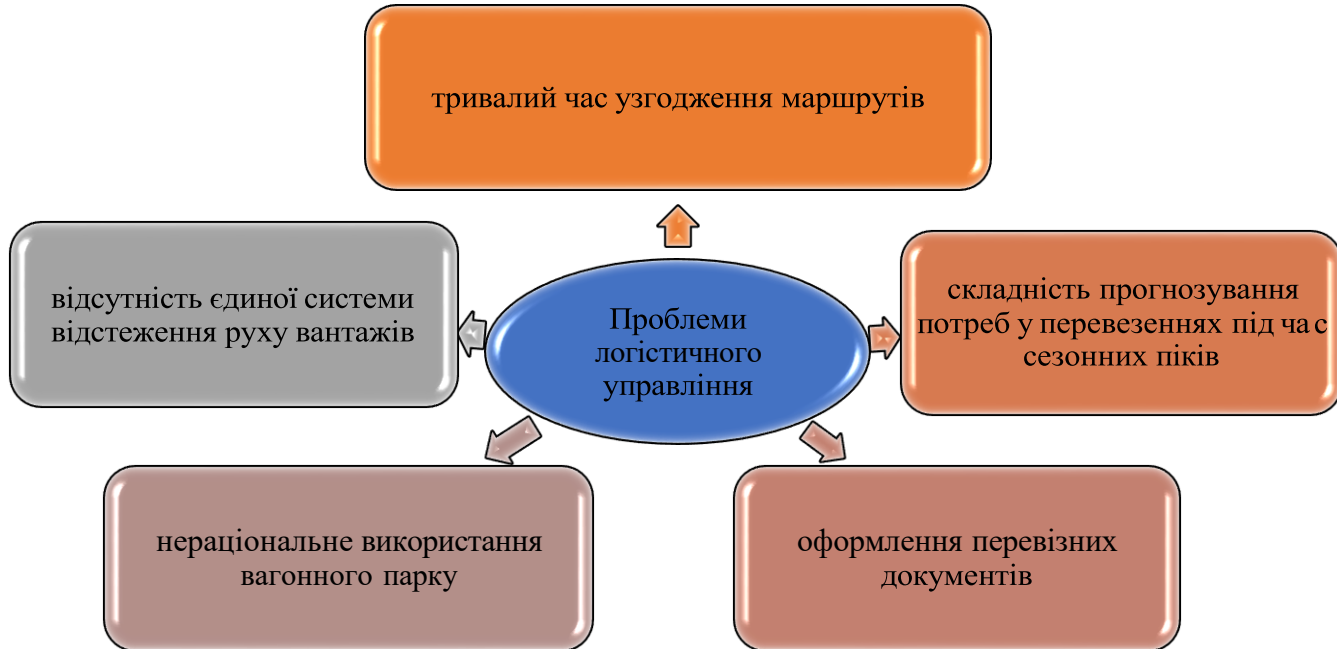 тривалий час узгодження маршрутів
відсутність єдиної системи
відстеження руху вантажів
Проблеми
логістичного
управління
складність прогнозування
потреб у перевезеннях під час
сезонних піків
нераціональне використання
вагонного парку
оформлення перевізних
документів